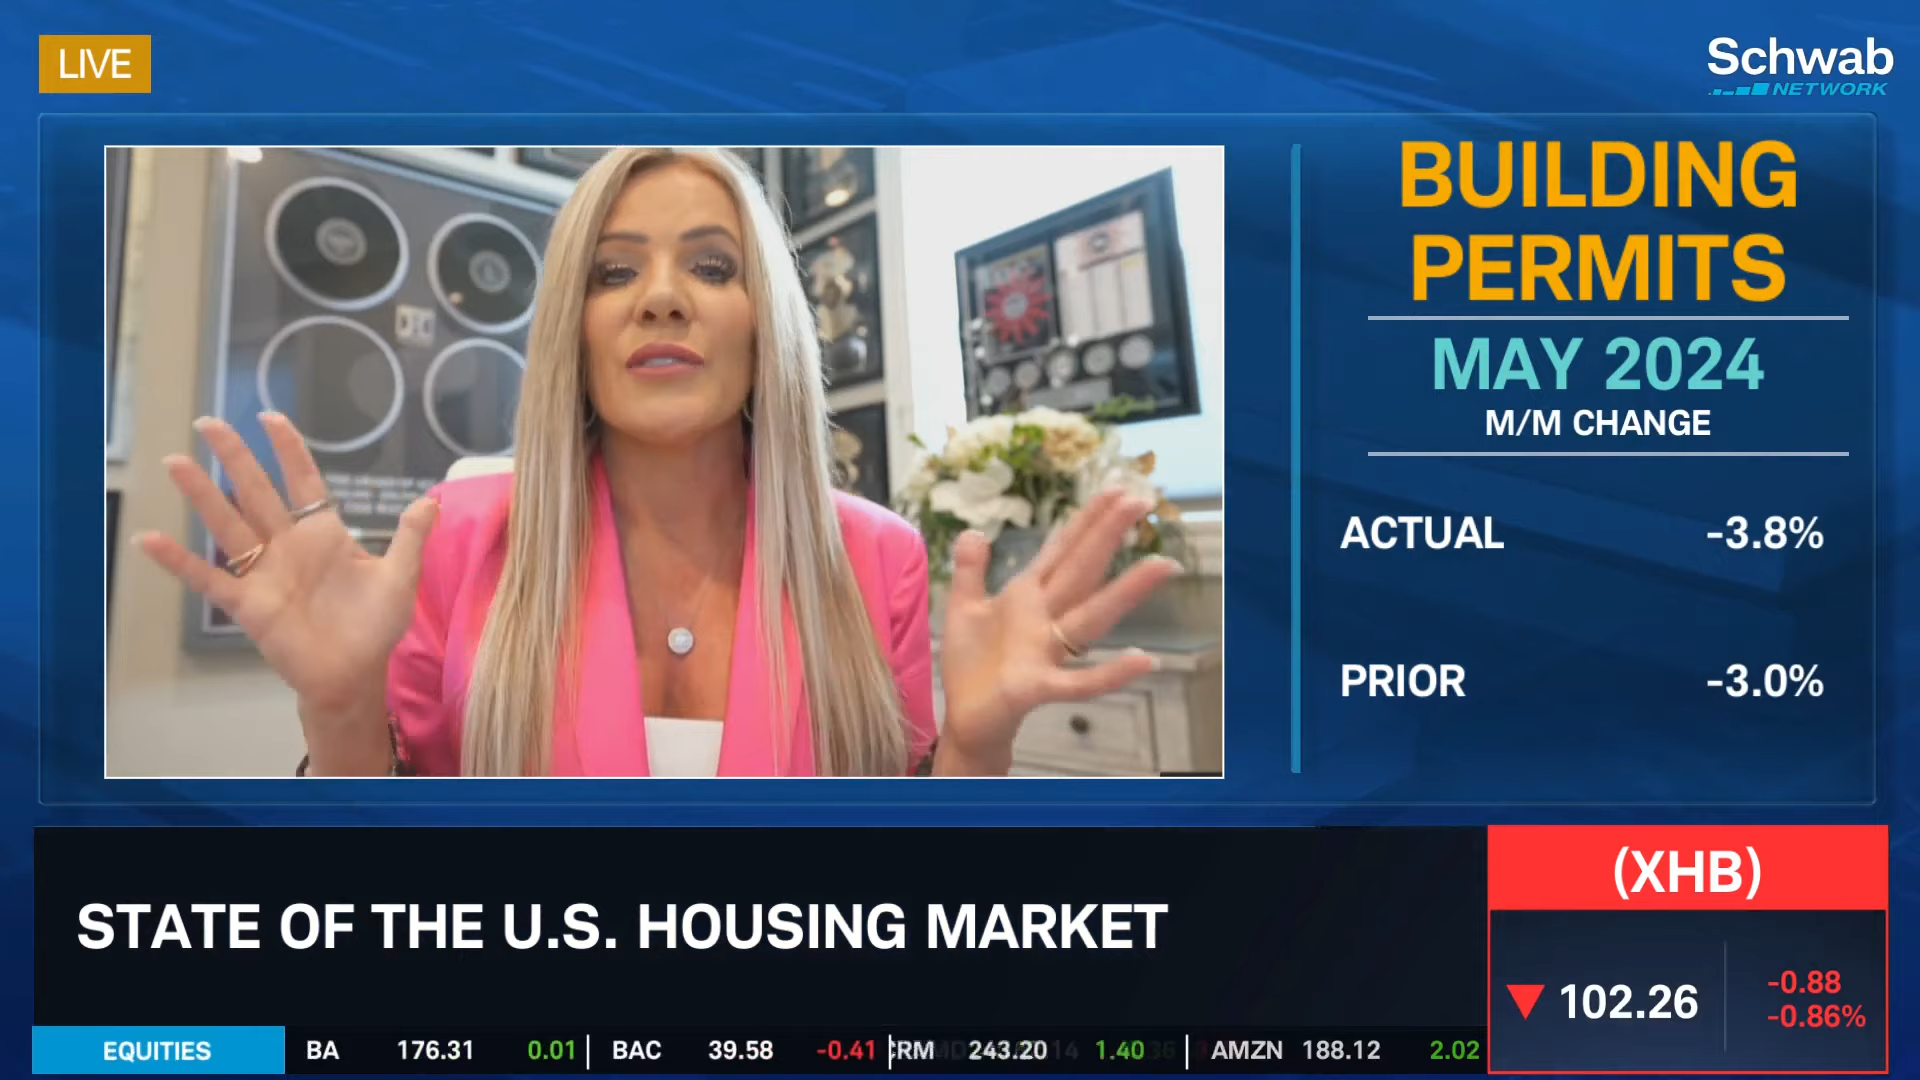 LIVE
Schwab
NETWORK
BUILDING
PERMITS
MAY 2024
M/M CHANGE
ACTUAL -3.8%
PRIOR -3.0%
STATE OF THE U.S. HOUSING MARKET
(XHB)
102.26
-0.88
-0.86%
EQUITIES BA 176.31 0.01 BAC 39.58 -0.41 243.20 1.40 AMZN 188.12 2.02